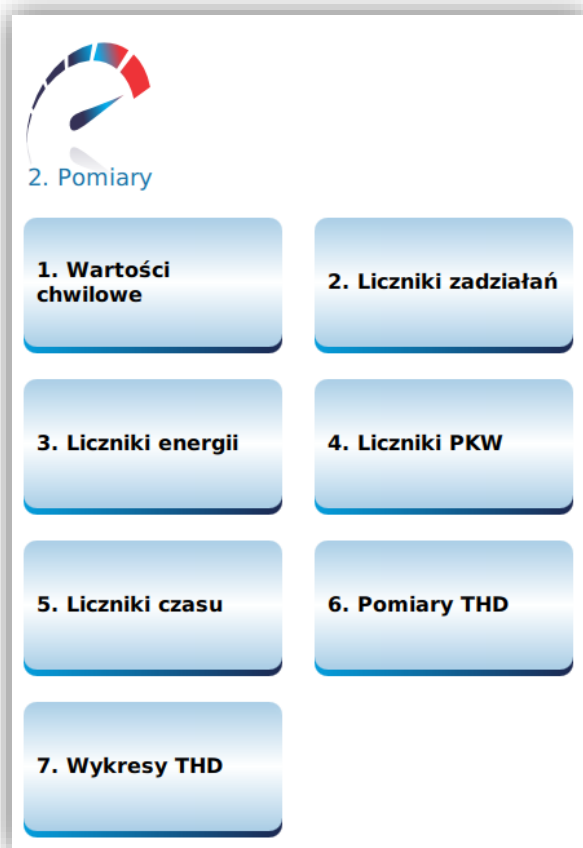 2. Pomiary
1. Wartości
chwilowe
2. Liczniki zadziałań
3. Liczniki energii
4. Liczniki PKW
5. Liczniki czasu
6. Pomiary THD
7. Wykresy THD